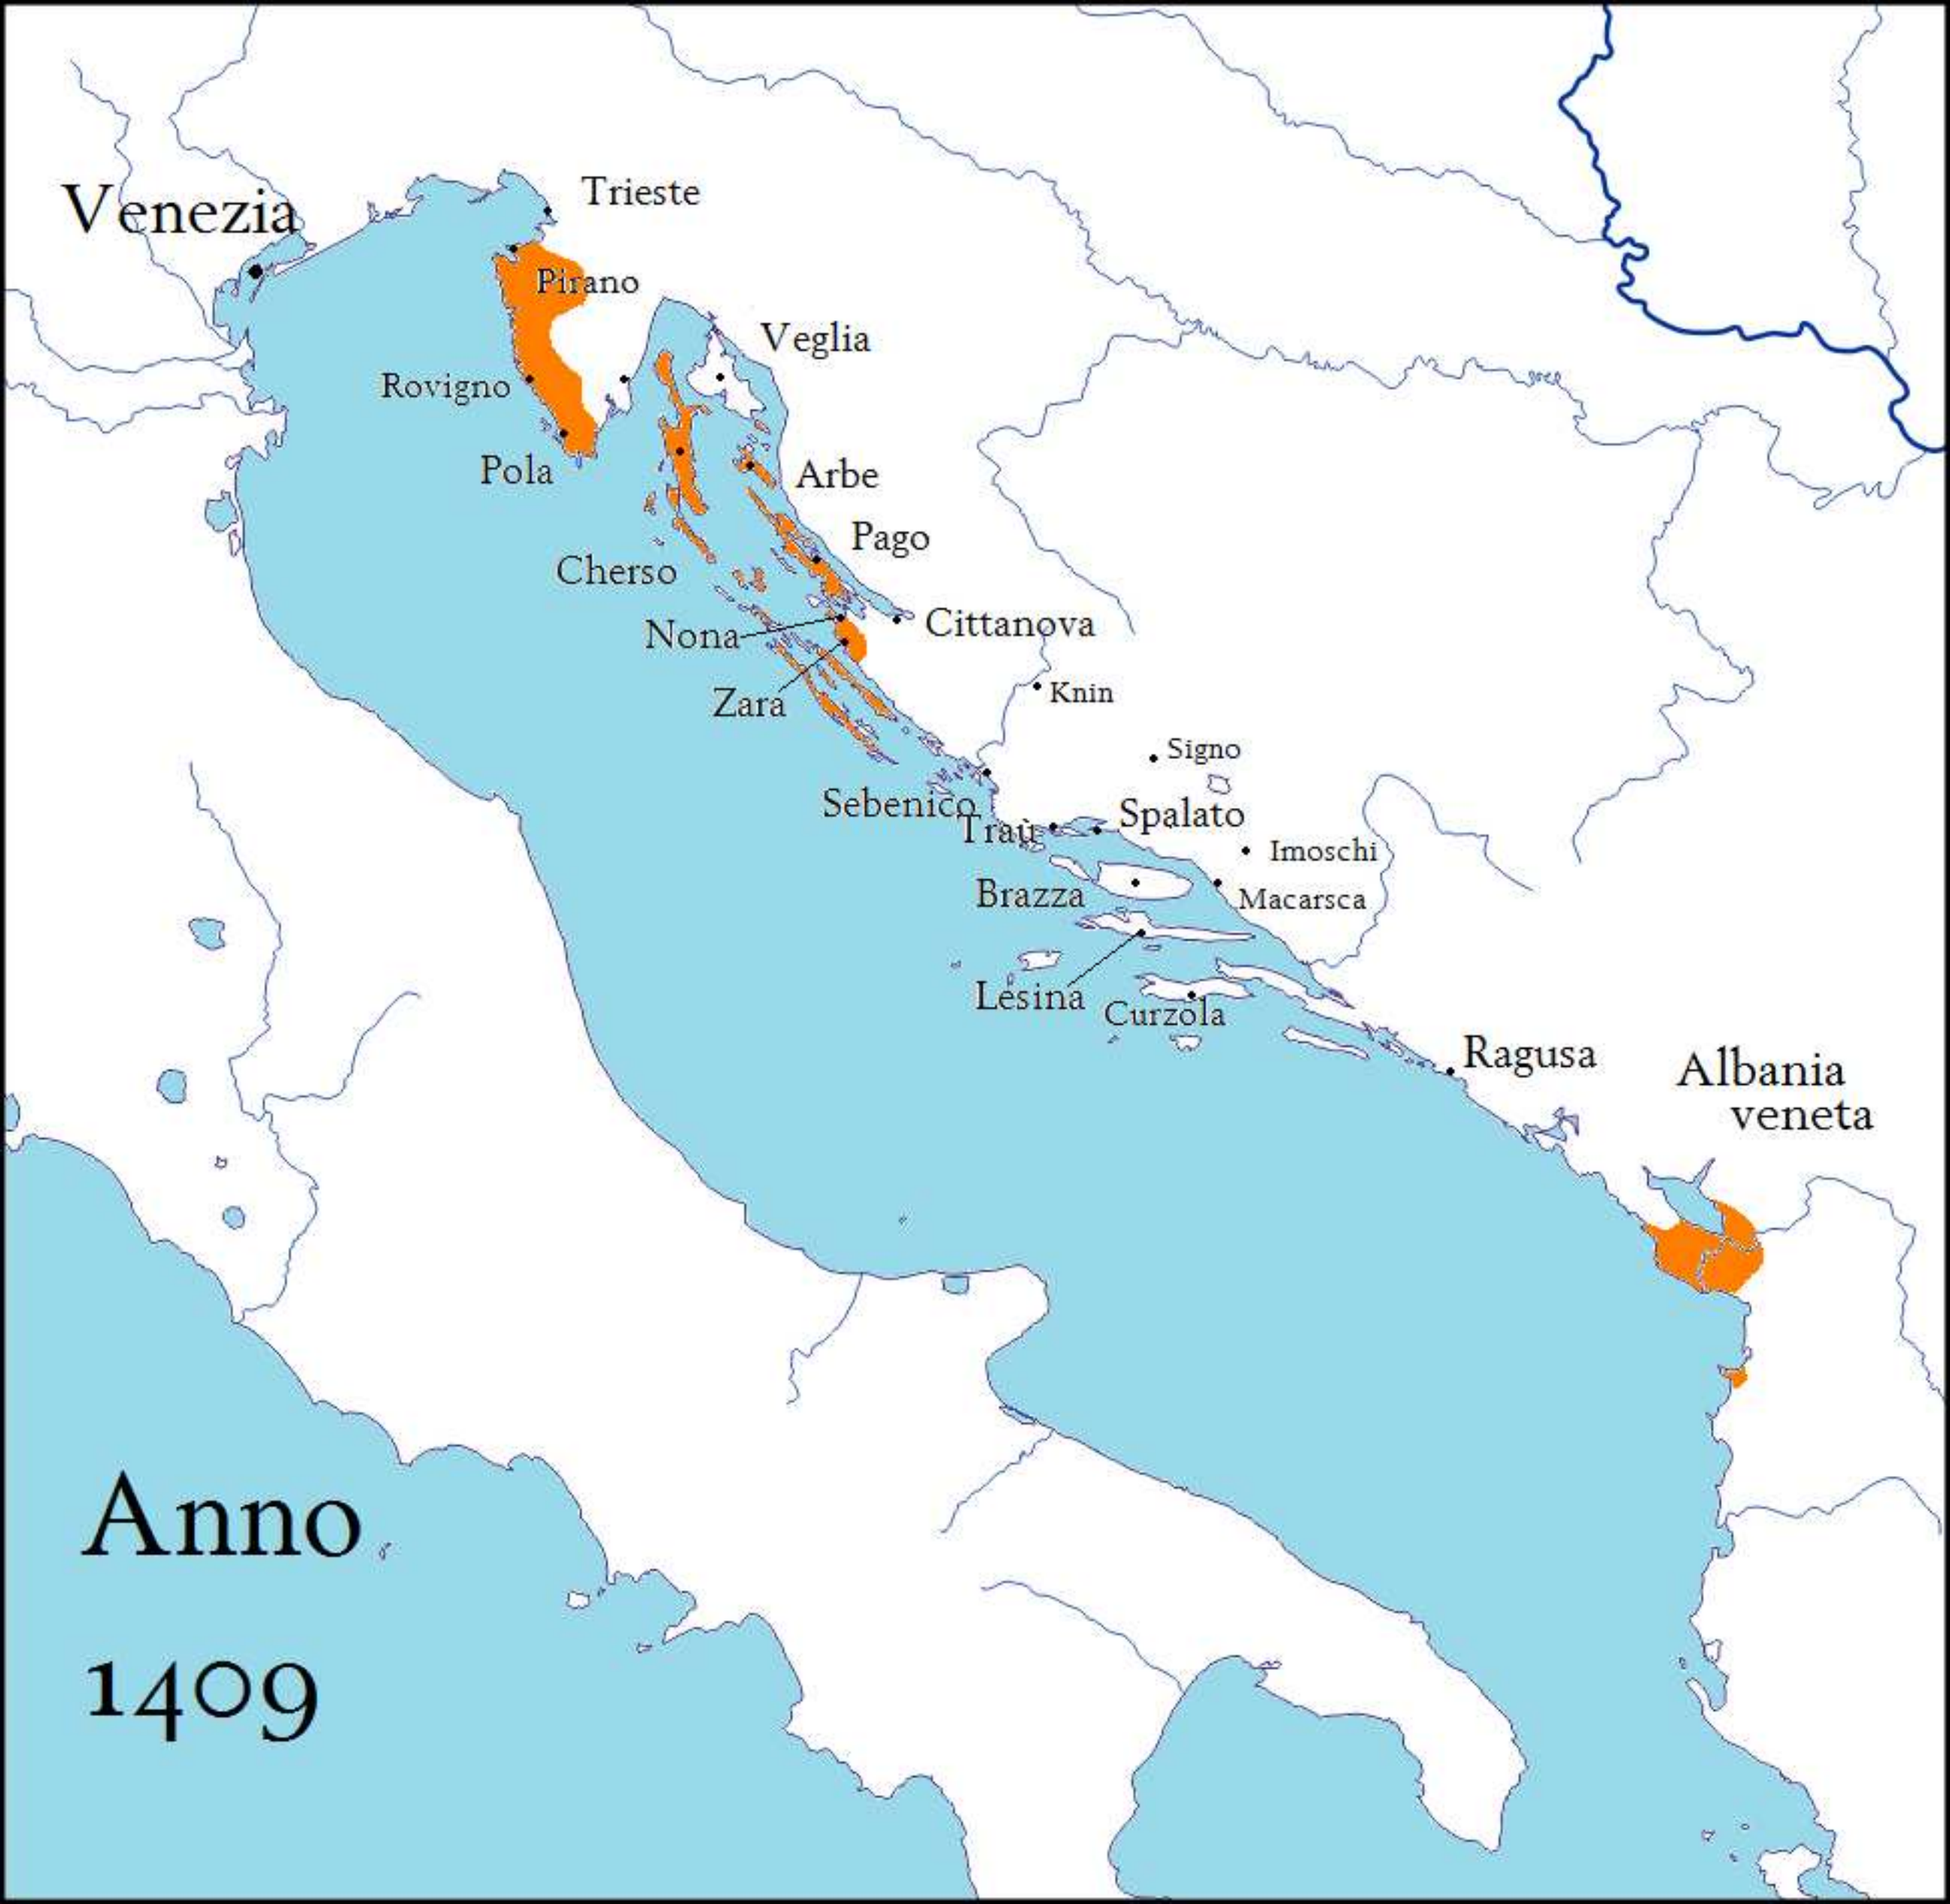 Trieste
Venezia
Pirano
Veglia
Rovigno
Pola
Arbe
Pago
Cherso
Cittanova
Nona
Knin
Zara
Signo
Sebenico
Spalato
Traù
Imoschi
Brazza
Macarsca
Lesina
Curzola
Ragusa
Albania
veneta
Anno
1409